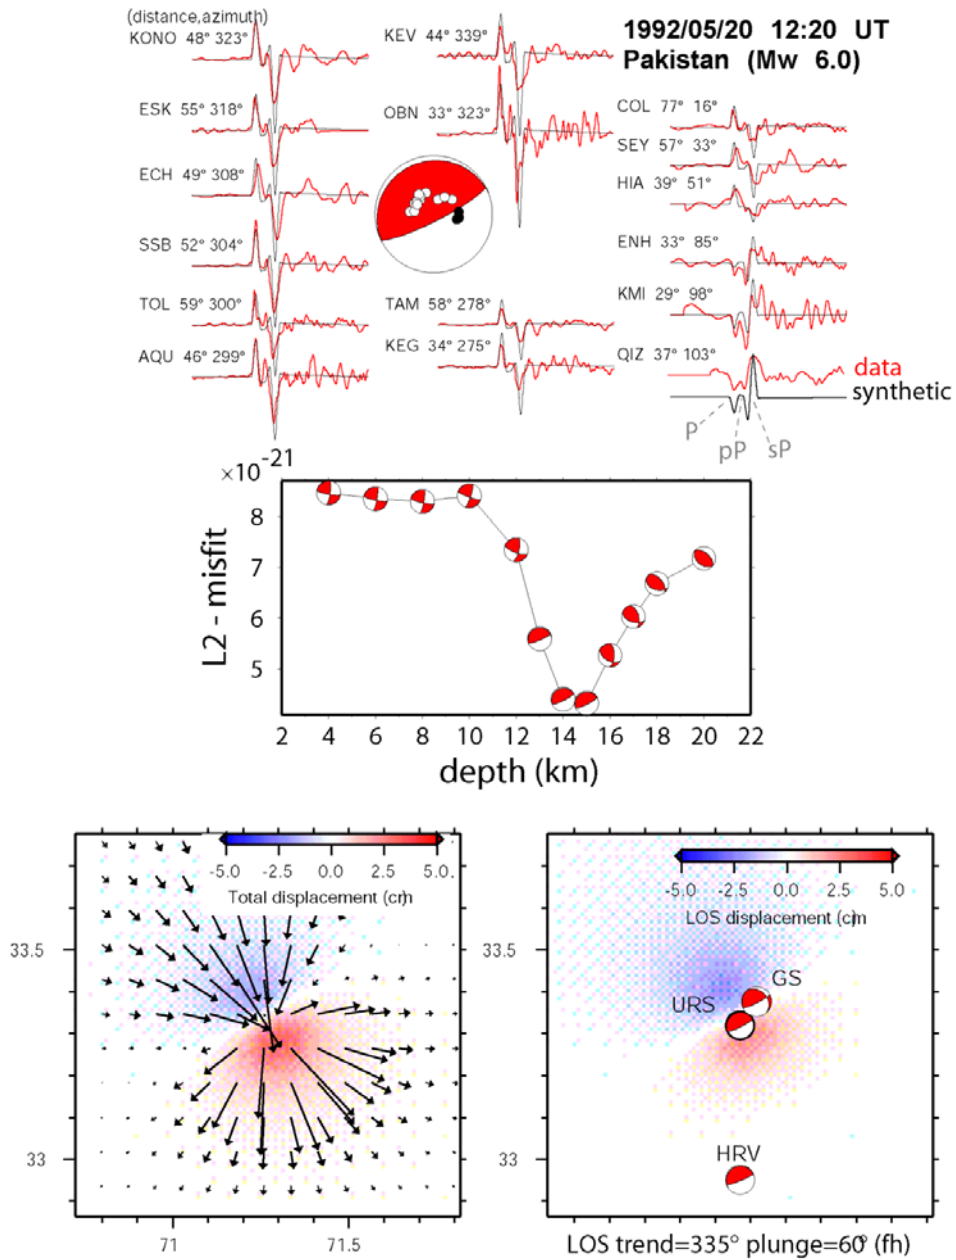 (distance,azimuth)
KONO 48° 323°
ESK 55° 318°
ECH 49° 308°
SSB 52° 304°
TOL 59° 300°
AQU 46° 299°
KEV 44° 339°
OBN 33° 323°
TAM 58° 278°
KEG 34° 275°
1992/05/20 12:20 UT
Pakistan (Mw 6.0)
COL 77° 16°
SEY 57° 33°
HIA 39° 51°
ENH 33° 85°
KMI 29° 98°
QIZ 37° 103°
data
synthetic
P
pP
sP
×10-21
8
7
6
5
L2 - misfit
2 4 6 8 10 12 14 16 18 20 22
depth (km)
-5.0 -2.5 0.0 2.5 5.0
Total displacement (cm)
33.5
33
71 71.5
-5.0 -2.5 0.0 2.5 5.0
LOS displacement (cm)
33.5
33
GS
URS
HRV
LOS trend=335° plunge=60° (fh)